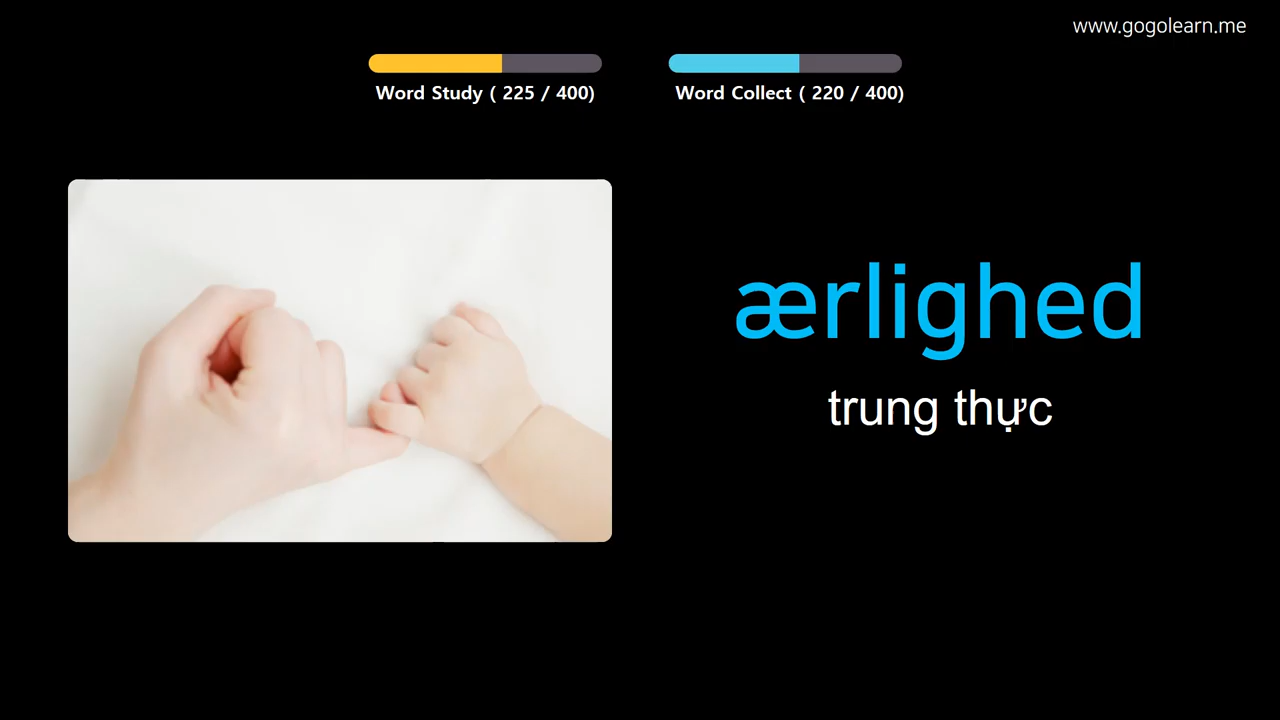 www.gogolearn.me
Word Study ( 225 / 400)
Word Collect ( 220 / 400)
ærlighed
trung thực